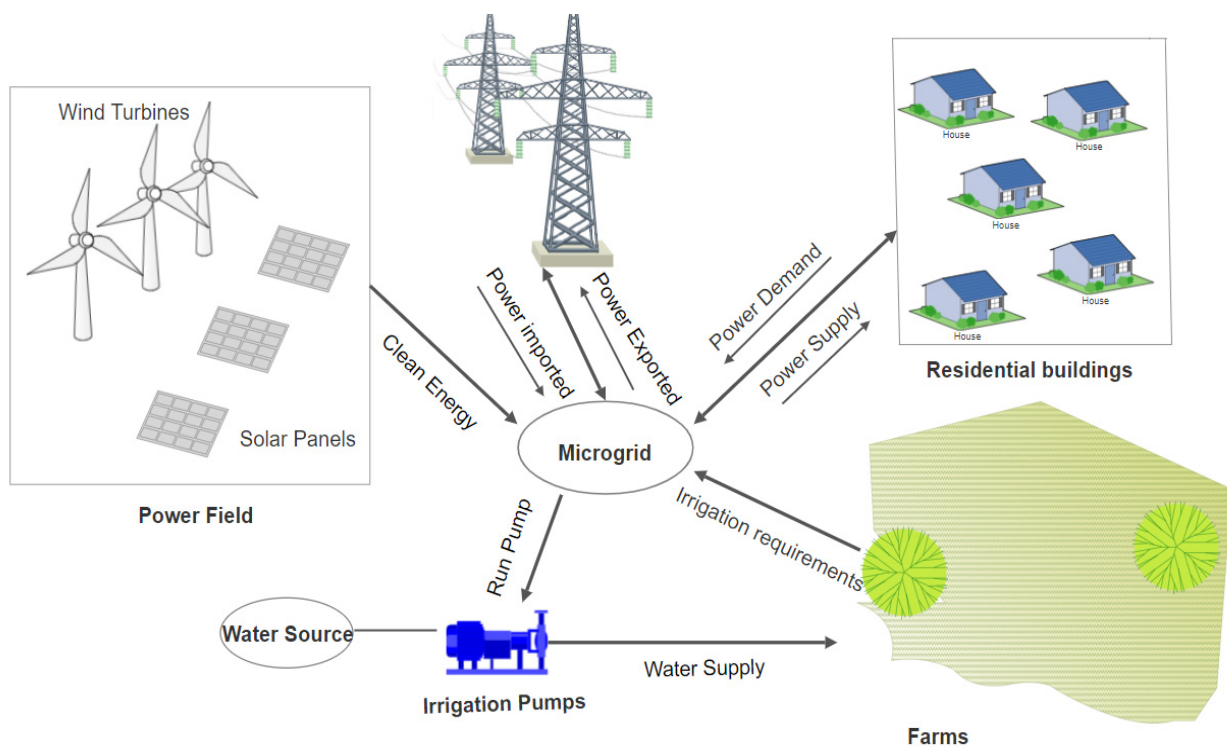 Wind Turbines
Solar Panels
Power Field
Clean Energy
Power imported
Power Exported
Power Demand
Power Supply
House
House
House
House
House
Residential buildings
Microgrid
Run Pump
Irrigation requirements
Water Source
Irrigation Pumps
Water Supply
Farms